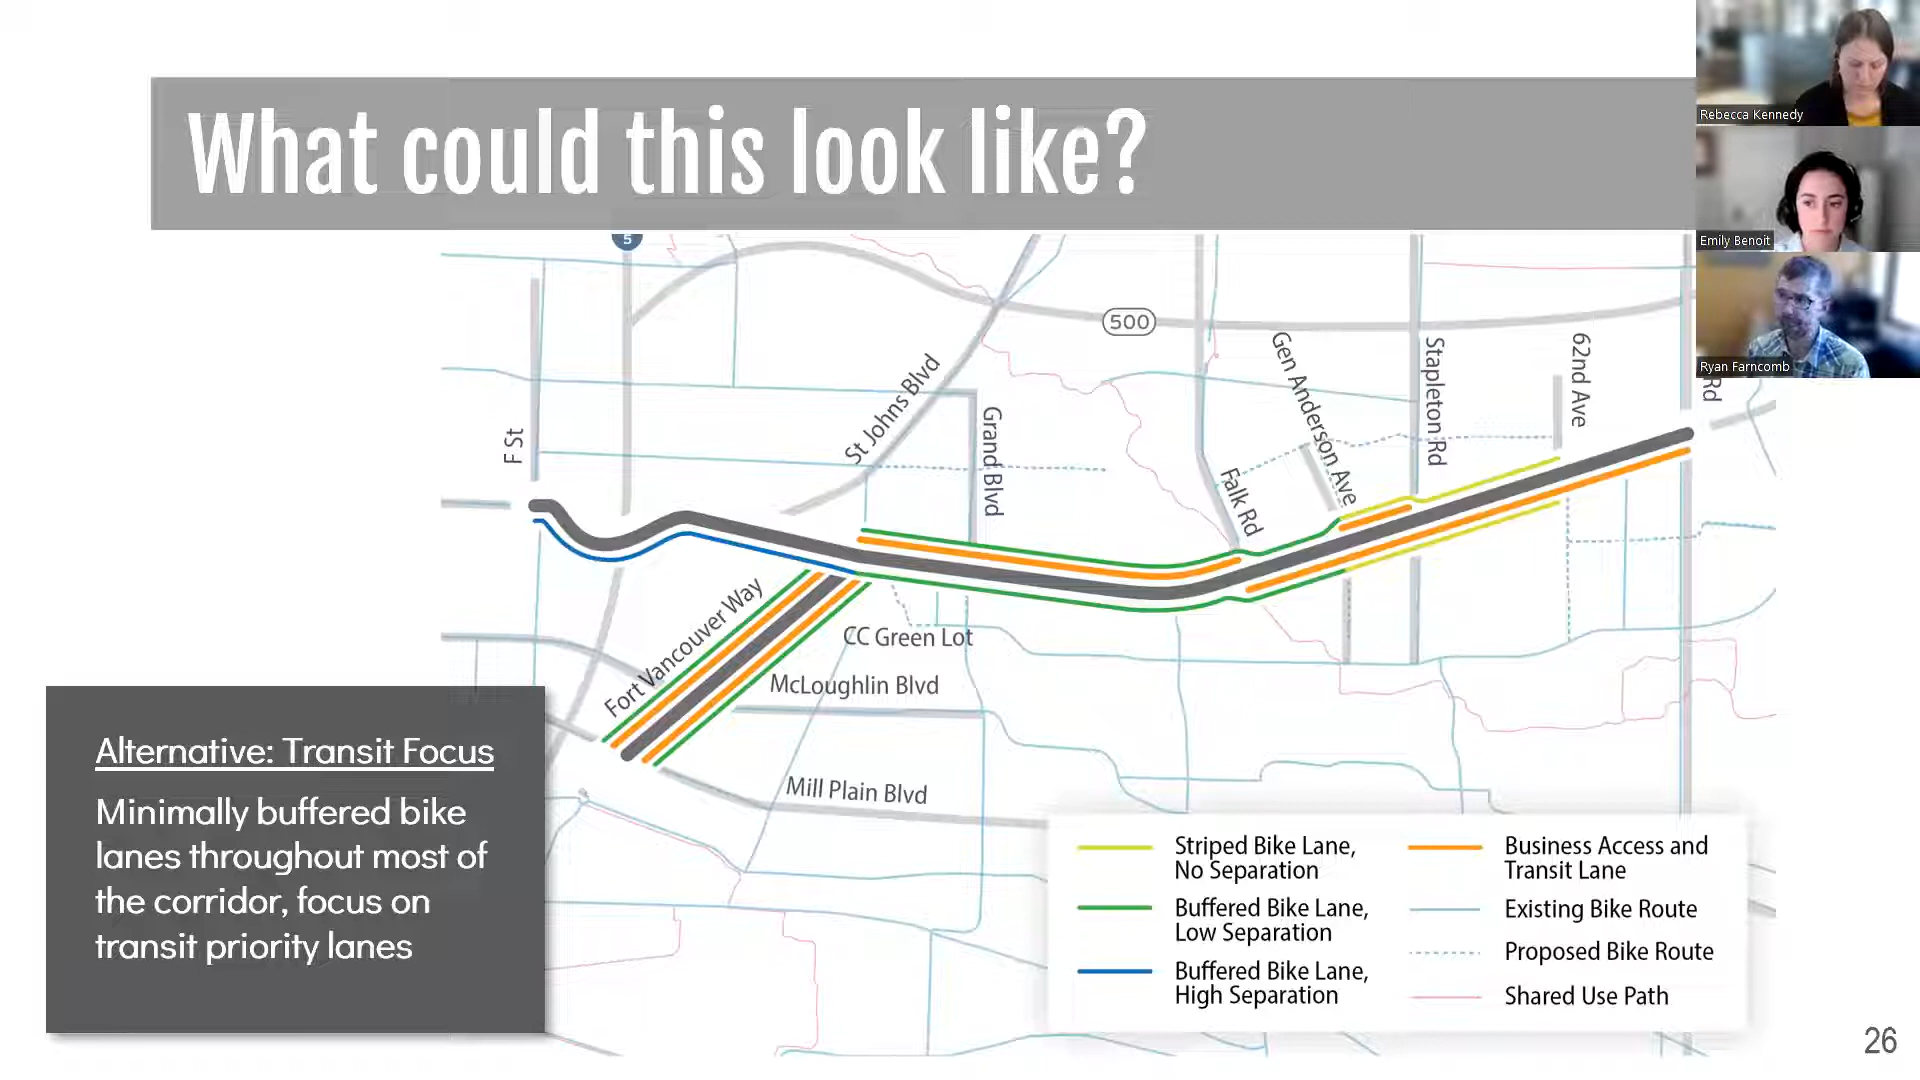 What could this look like?
Rebecca Kennedy
Emily Benoit
Ryan Farncomb
5
500
F St
St Johns Blvd
Grand Blvd
Falk Rd
Gen Anderson Ave
Stapleton Rd
62nd Ave
Rd
Fort Vancouver Way
CC Green Lot
McLoughlin Blvd
Mill Plain Blvd
Alternative: Transit Focus
Minimally buffered bike
lanes throughout most of
the corridor, focus on
transit priority lanes
Striped Bike Lane,
No Separation
Buffered Bike Lane,
Low Separation
Buffered Bike Lane,
High Separation
Business Access and
Transit Lane
Existing Bike Route
Proposed Bike Route
Shared Use Path
26